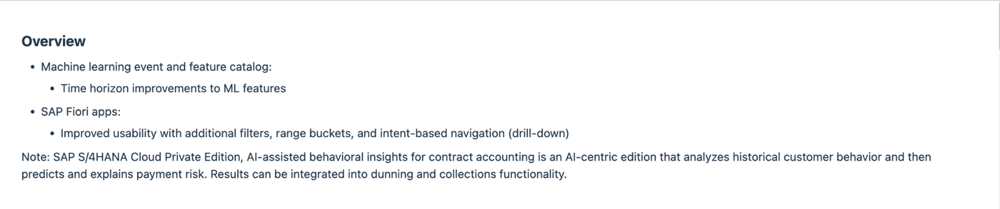 Overview
• Machine learning event and feature catalog:
• Time horizon improvements to ML features
• SAP Fiori apps:
• Improved usability with additional filters, range buckets, and intent-based navigation (drill-down)
Note: SAP S/4HANA Cloud Private Edition, AI-assisted behavioral insights for contract accounting is an AI-centric edition that analyzes historical customer behavior and then
predicts and explains payment risk. Results can be integrated into dunning and collections functionality.